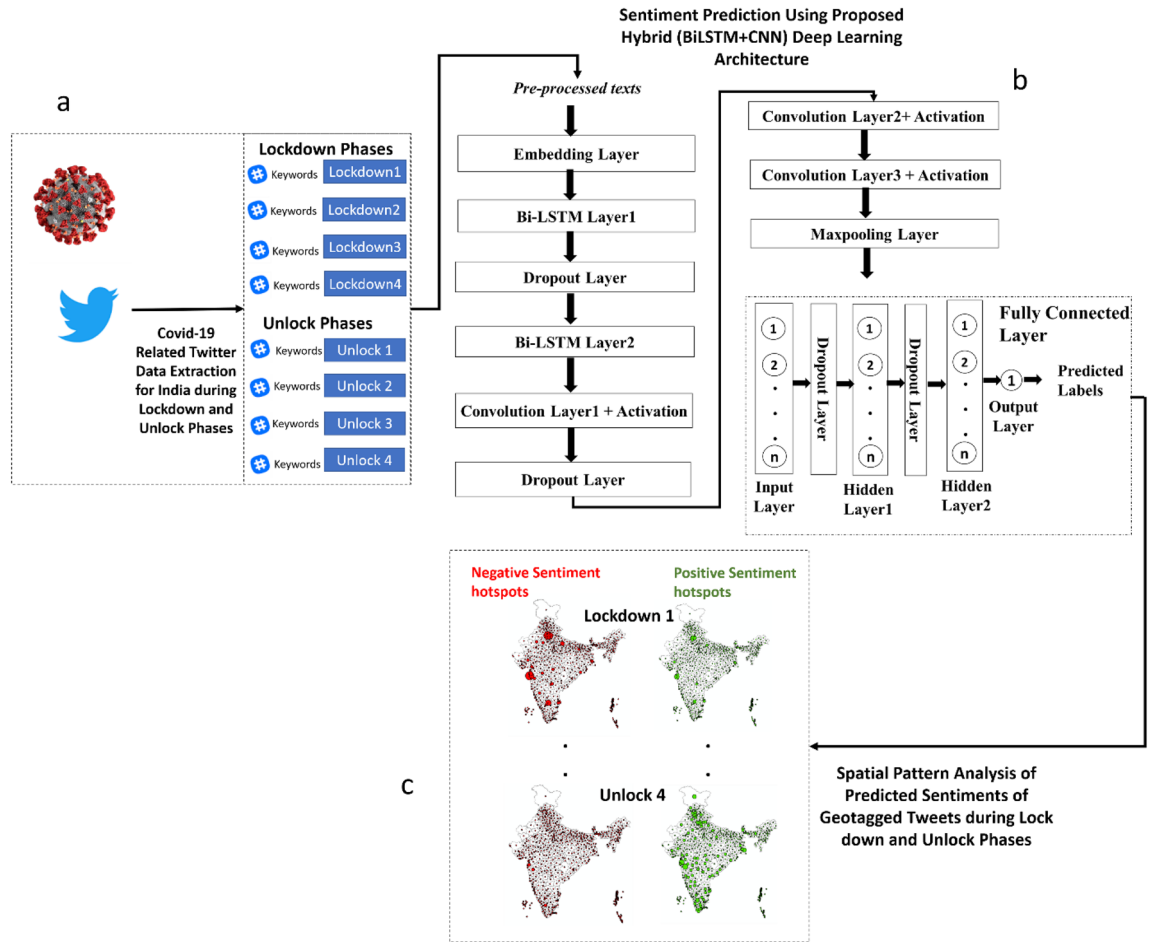 Sentiment Prediction Using Proposed
Hybrid (BiLSTM+CNN) Deep Learning
Architecture
a
Lockdown Phases
Keywords Lockdown1
Keywords Lockdown2
Keywords Lockdown3
Keywords Lockdown4
Unlock Phases
Keywords Unlock 1
Keywords Unlock 2
Keywords Unlock 3
Keywords Unlock 4
Covid-19
Related Twitter
Data Extraction
for India during
Lockdown and
Unlock Phases
b
Pre-processed texts
Embedding Layer
Bi-LSTM Layer1
Dropout Layer
Bi-LSTM Layer2
Convolution Layer1 + Activation
Dropout Layer
Convolution Layer2+ Activation
Convolution Layer3 + Activation
Maxpooling Layer
Fully Connected
Layer
1
2
n
Input
Layer
Dropout Layer
1
2
n
Hidden
Layer1
Dropout Layer
1
2
n
Hidden
Layer2
1
Output
Layer
Predicted
Labels
c
Negative Sentiment
hotspots
Positive Sentiment
hotspots
Lockdown 1
Unlock 4
Spatial Pattern Analysis of
Predicted Sentiments of
Geotagged Tweets during Lock
down and Unlock Phases